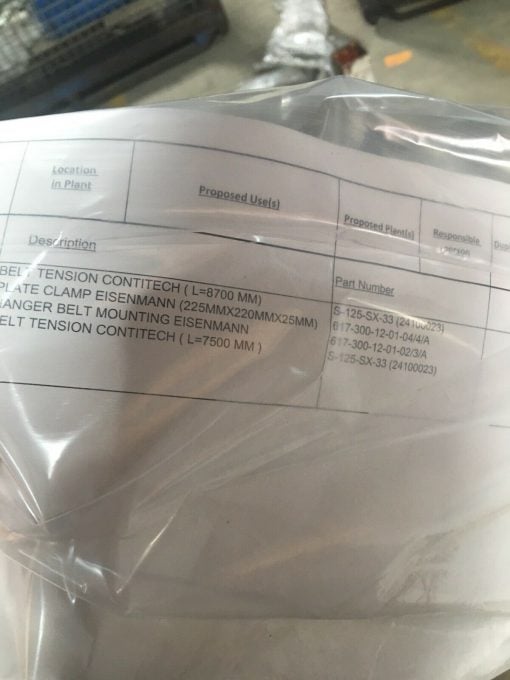 Location
in Plant
Proposed Use(s)
Proposed Plant(s)
Responsible
person
Description
Part Number
BELT TENSION CONTITECH ( L=8700 MM)
S-125-SX-33 (24100023)
PLATE CLAMP EISENMANN (225MMX220MMX25MM)
617-300-12-01-04/4/A
HANGER BELT MOUNTING EISENMANN
617-300-12-01-02/3/A
BELT TENSION CONTITECH ( L=7500 MM )
S-125-SX-33 (24100023)